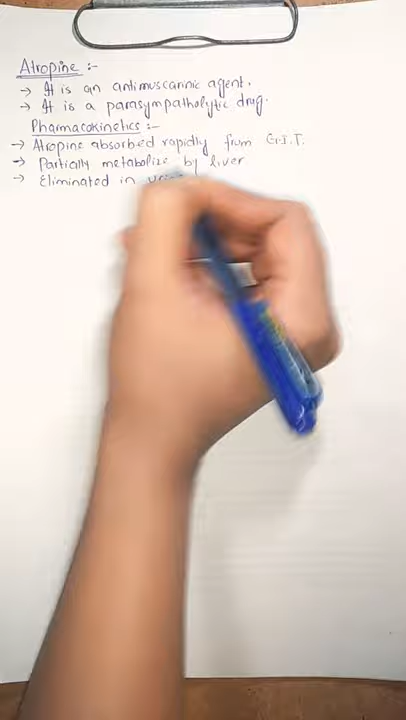 Atropine :-
→ It is an antimuscarinic agent.
→ It is a parasympatholytic drug.
Pharmacokinetics :-
→ Atropine absorbed rapidly from G.I.T.
→ Partially metabolize by liver
→ Eliminated in